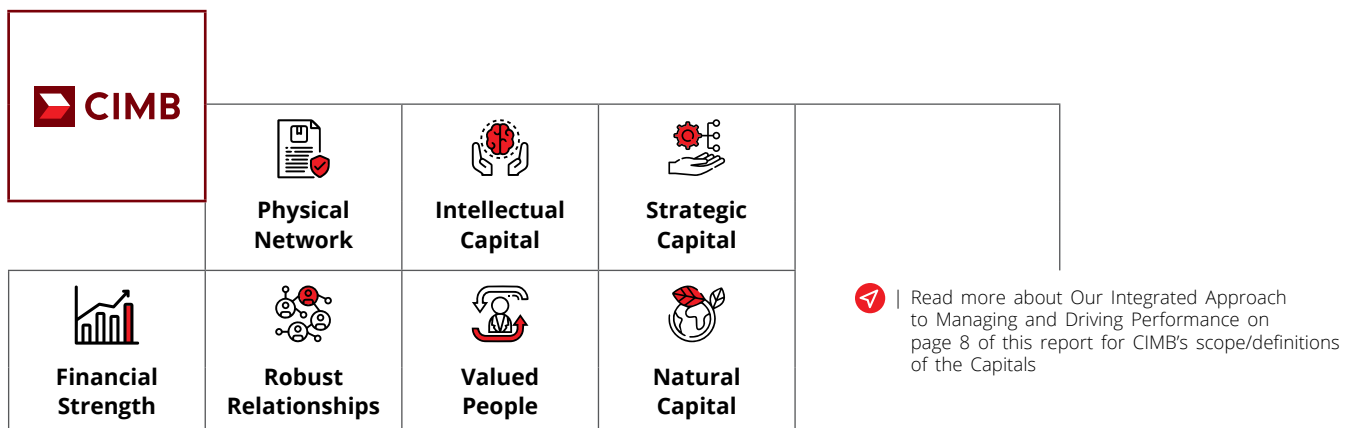 CIMB
Physical
Network
Intellectual
Capital
Strategic
Capital
Financial
Strength
Robust
Relationships
Valued
People
Natural
Capital
| Read more about Our Integrated Approach
to Managing and Driving Performance on
page 8 of this report for CIMB’s scope/definitions
of the Capitals